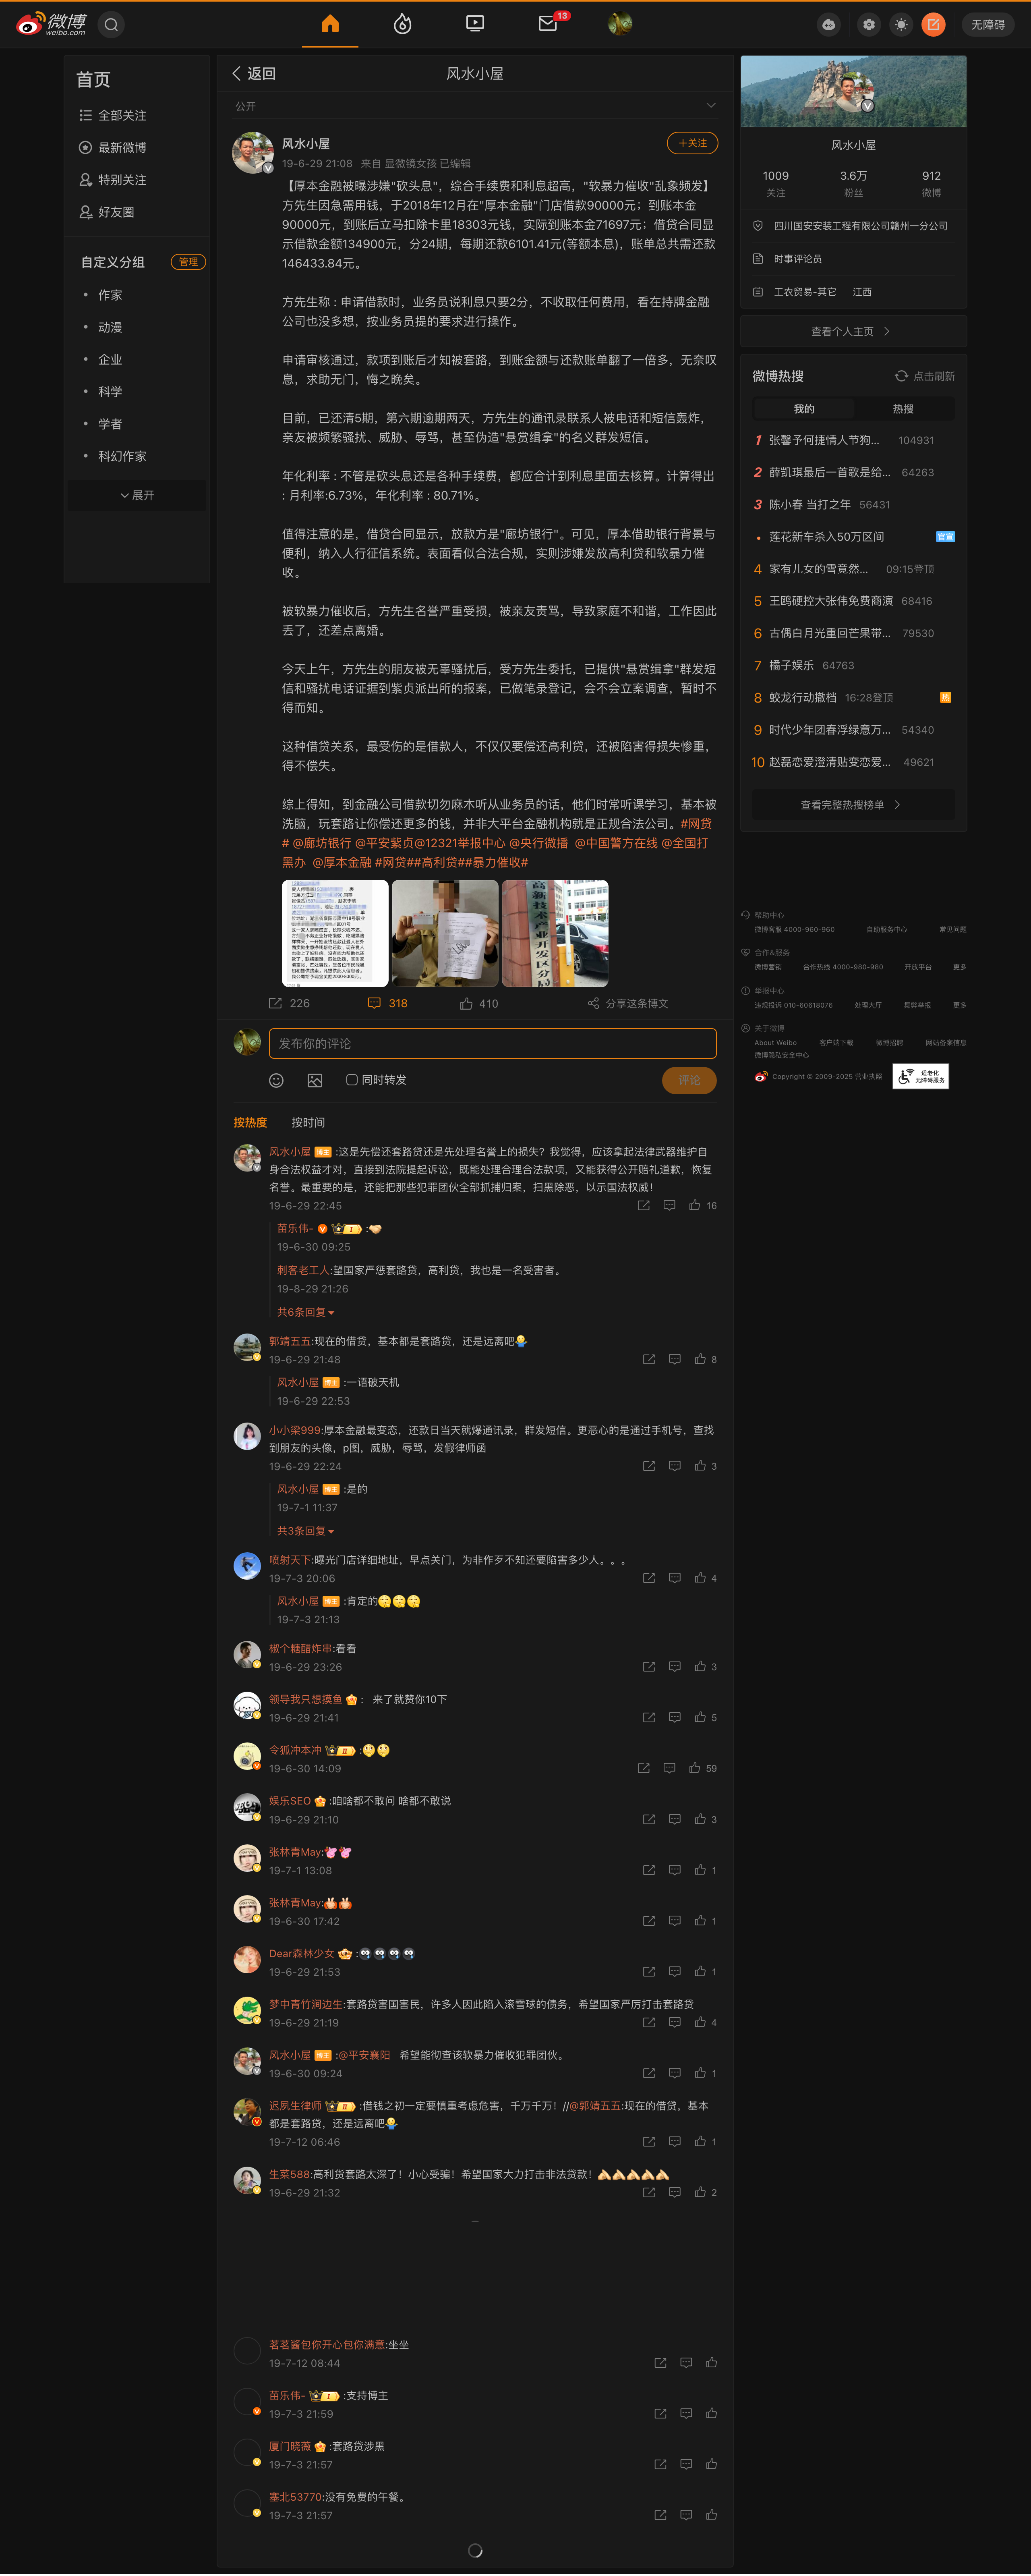 微博
weibo.com
13
无障碍
首页
全部关注
最新微博
特别关注
好友圈
自定义分组
管理
作家
动漫
企业
科学
学者
科幻作家
展开
返回
风水小屋
公开
风水小屋
+关注
19-6-29 21:08 来自 显微镜女孩 已编辑
【厚本金融被曝涉嫌"砍头息"，综合手续费和利息超高，"软暴力催收"乱象频发】
方先生因急需用钱，于2018年12月在"厚本金融"门店借款90000元；到账本金
90000元，到账后立马扣除卡里18303元钱，实际到账本金71697元；借贷合同显
示借款金额134900元，分24期，每期还款6101.41元(等额本息)，账单总共需还款
146433.84元。
方先生称 : 申请借款时，业务员说利息只要2分，不收取任何费用，看在持牌金融
公司也没多想，按业务员提的要求进行操作。
申请审核通过，款项到账后才知被套路，到账金额与还款账单翻了一倍多，无奈叹
息，求助无门，悔之晚矣。
目前，已还清5期，第六期逾期两天，方先生的通讯录联系人被电话和短信轰炸，
亲友被频繁骚扰、威胁、辱骂，甚至伪造"悬赏缉拿"的名义群发短信。
年化利率 : 不管是砍头息还是各种手续费，都应合计到利息里面去核算。计算得出
: 月利率:6.73%，年化利率 : 80.71%。
值得注意的是，借贷合同显示，放款方是"廊坊银行"。可见，厚本借助银行背景与
便利，纳入人行征信系统。表面看似合法合规，实则涉嫌发放高利贷和软暴力催
收。
被软暴力催收后，方先生名誉严重受损，被亲友责骂，导致家庭不和谐，工作因此
丢了，还差点离婚。
今天上午，方先生的朋友被无辜骚扰后，受方先生委托，已提供"悬赏缉拿"群发短
信和骚扰电话证据到紫贞派出所的报案，已做笔录登记，会不会立案调查，暂时不
得而知。
这种借贷关系，最受伤的是借款人，不仅仅要偿还高利贷，还被陷害得损失惨重，
得不偿失。
综上得知，到金融公司借款切勿麻木听从业务员的话，他们时常听课学习，基本被
洗脑，玩套路让你偿还更多的钱，并非大平台金融机构就是正规合法公司。#网贷
# @廊坊银行 @平安紫贞@12321举报中心 @央行微播 @中国警方在线 @全国打
黑办 @厚本金融 #网贷##高利贷##暴力催收#
高新技术产业开发区分局
226
318
410
分享这条博文
发布你的评论
同时转发
评论
按热度
按时间
风水小屋 博主 :这是先偿还套路贷还是先处理名誉上的损失？我觉得，应该拿起法律武器维护自
身合法权益才对，直接到法院提起诉讼，既能处理合理合法款项，又能获得公开赔礼道歉，恢复
名誉。最重要的是，还能把那些犯罪团伙全部抓捕归案，扫黑除恶，以示国法权威！
19-6-29 22:45
16
苗乐伟- I :
19-6-30 09:25
刺客老工人:望国家严惩套路贷，高利贷，我也是一名受害者。
19-8-29 21:26
共6条回复
郭靖五五:现在的借贷，基本都是套路贷，还是远离吧
19-6-29 21:48
8
风水小屋 博主 :一语破天机
19-6-29 22:53
小小梁999:厚本金融最变态，还款日当天就爆通讯录，群发短信。更恶心的是通过手机号，查找
到朋友的头像，p图，威胁，辱骂，发假律师函
19-6-29 22:24
3
风水小屋 博主 :是的
19-7-1 11:37
共3条回复
喷射天下:曝光门店详细地址，早点关门，为非作歹不知还要陷害多少人。。。
19-7-3 20:06
4
风水小屋 博主 :肯定的
19-7-3 21:13
椒个糖醋炸串:看看
19-6-29 23:26
3
领导我只想摸鱼 : 来了就赞你10下
19-6-29 21:41
5
令狐冲本冲 II :
19-6-30 14:09
59
娱乐SEO :咱啥都不敢问 啥都不敢说
19-6-29 21:10
3
张林青May:
19-7-1 13:08
1
张林青May:
19-6-30 17:42
1
Dear森林少女 :
19-6-29 21:53
1
梦中青竹涧边生:套路贷害国害民，许多人因此陷入滚雪球的债务，希望国家严厉打击套路贷
19-6-29 21:19
4
风水小屋 博主 :@平安襄阳 希望能彻查该软暴力催收犯罪团伙。
19-6-30 09:24
1
迟夙生律师 II :借钱之初一定要慎重考虑危害，千万千万！//@郭靖五五:现在的借贷，基本
都是套路贷，还是远离吧
19-7-12 06:46
1
生菜588:高利货套路太深了！小心受骗！希望国家大力打击非法贷款！
19-6-29 21:32
2
茗茗酱包你开心包你满意:坐坐
19-7-12 08:44
苗乐伟- I :支持博主
19-7-3 21:59
厦门晓薇 :套路贷涉黑
19-7-3 21:57
塞北53770:没有免费的午餐。
19-7-3 21:57
风水小屋
1009
关注
3.6万
粉丝
912
微博
四川国安安装工程有限公司赣州一分公司
时事评论员
工农贸易-其它 江西
查看个人主页
微博热搜
点击刷新
我的
热搜
1 张馨予何捷情人节狗... 104931
2 薛凯琪最后一首歌是给... 64263
3 陈小春 当打之年 56431
莲花新车杀入50万区间 官宣
4 家有儿女的雪竟然... 09:15登顶
5 王鸥硬控大张伟免费商演 68416
6 古偶白月光重回芒果带... 79530
7 橘子娱乐 64763
8 蛟龙行动撤档 16:28登顶 热
9 时代少年团春浮绿意万... 54340
10 赵磊恋爱澄清贴变恋爱... 49621
查看完整热搜榜单
帮助中心
微博客服 4000-960-960 自助服务中心 常见问题
合作&服务
微博营销 合作热线 4000-980-980 开放平台 更多
举报中心
违规投诉 010-60618076 处理大厅 舞弊举报 更多
关于微博
About Weibo 客户端下载 微博招聘 网站备案信息
微博隐私安全中心
Copyright © 2009-2025 营业执照
适老化
无障碍服务